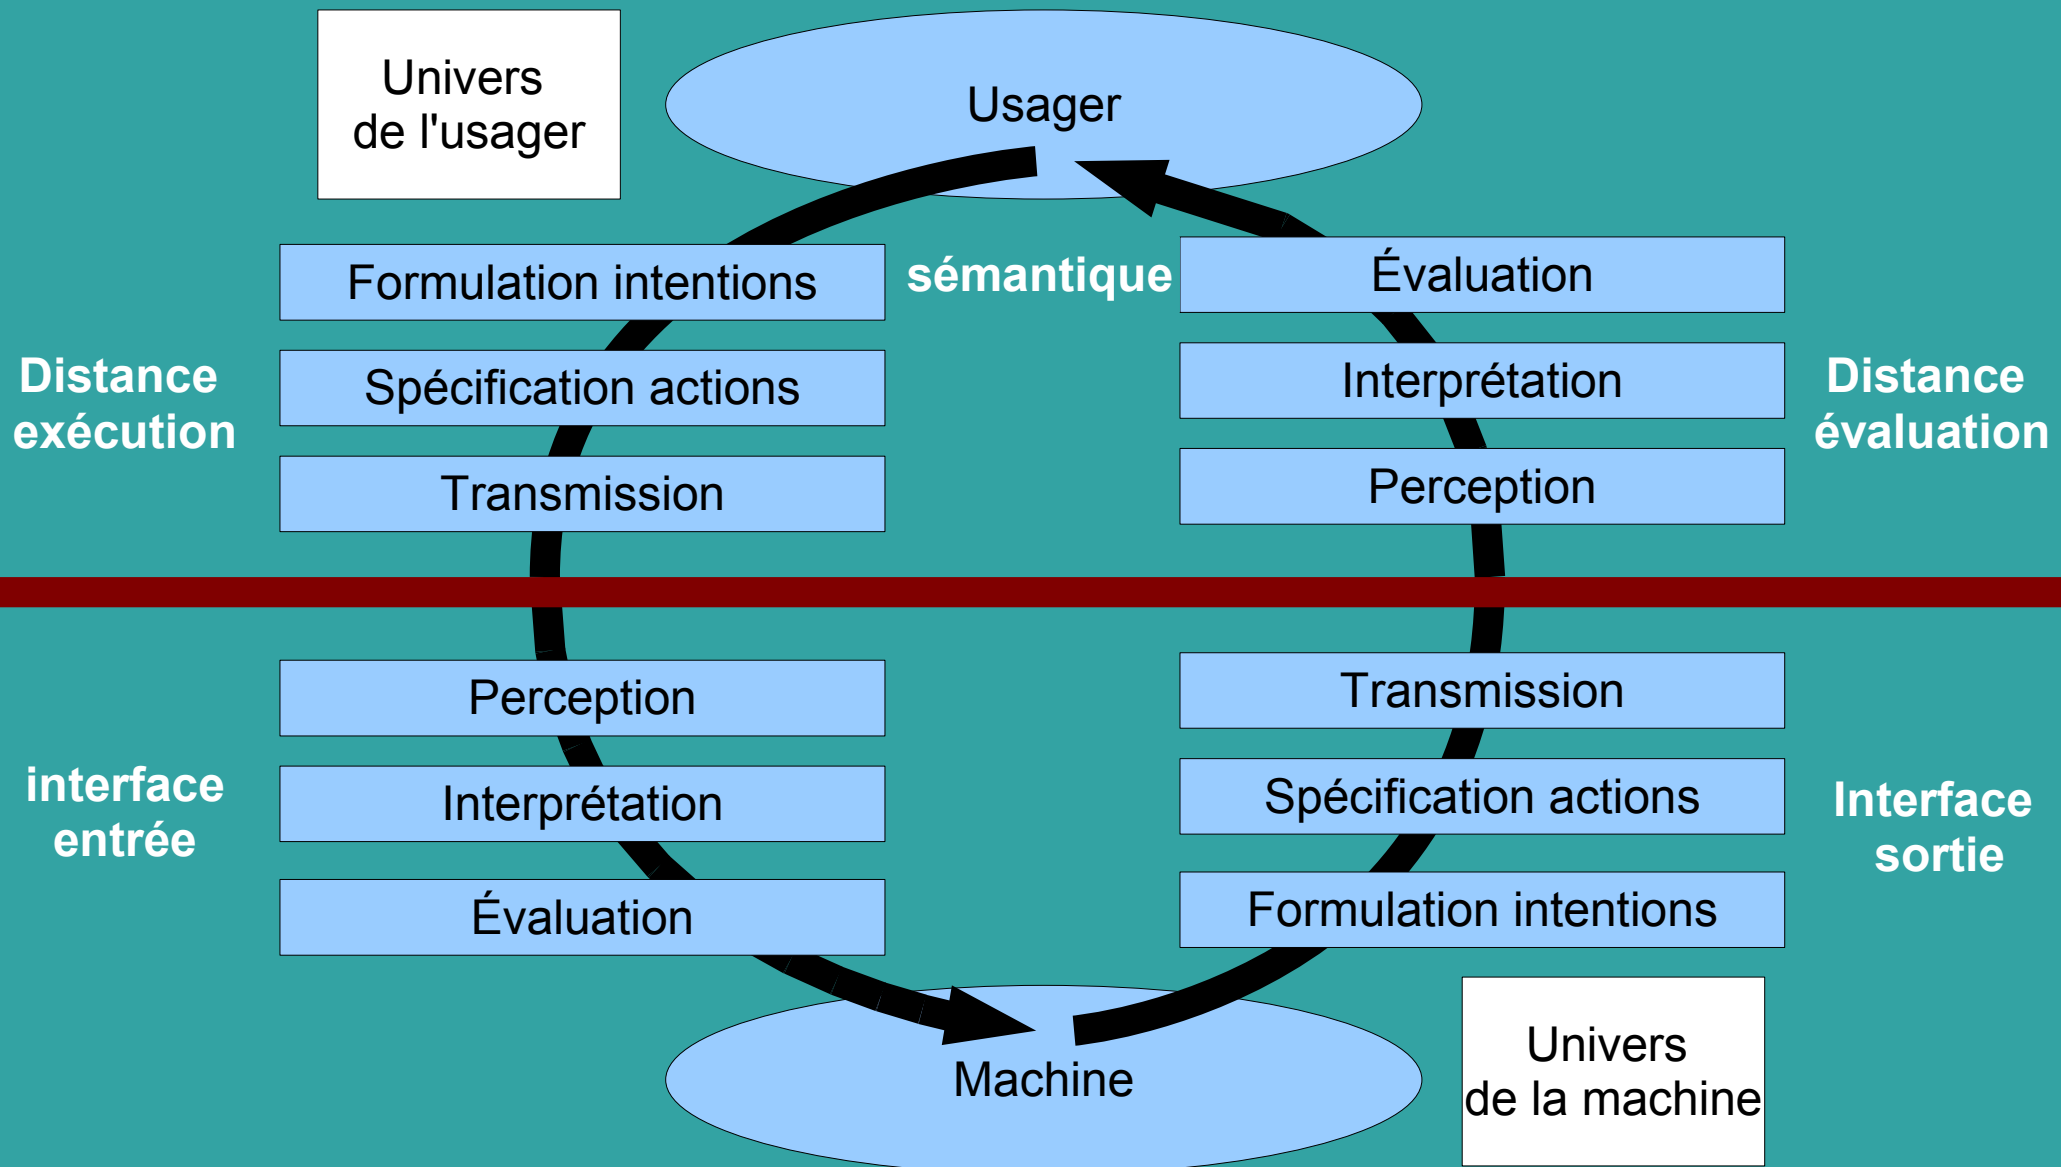 Univers
de l'usager
Usager
Formulation intentions
sémantique
Évaluation
Distance
exécution
Spécification actions
Interprétation
Distance
évaluation
Transmission
Perception
Perception
Transmission
interface
entrée
Interprétation
Spécification actions
Interface
sortie
Évaluation
Formulation intentions
Machine
Univers
de la machine